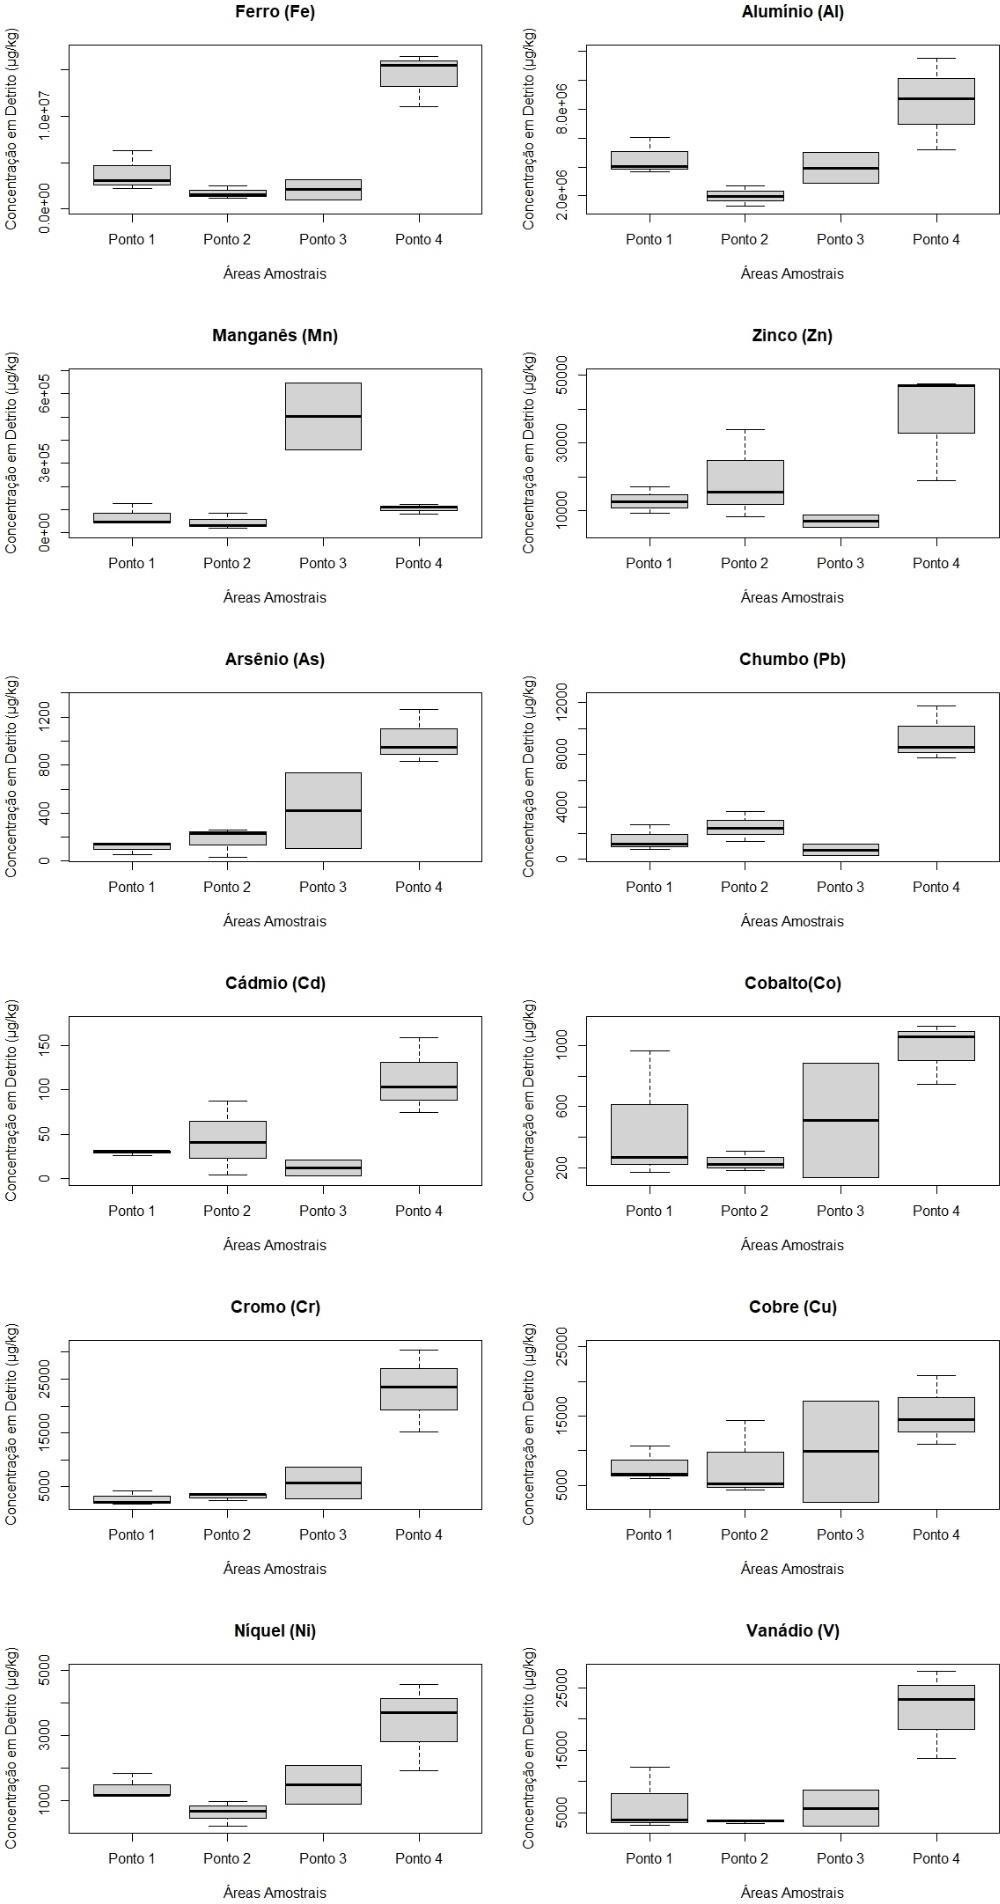 Ferro (Fe)
Concentração em Detrito (µg/kg)
1.0e+07
0.0e+00
Ponto 1 Ponto 2 Ponto 3 Ponto 4
Áreas Amostrais
Alumínio (Al)
Concentração em Detrito (µg/kg)
8.0e+06
2.0e+06
Ponto 1 Ponto 2 Ponto 3 Ponto 4
Áreas Amostrais
Manganês (Mn)
Concentração em Detrito (µg/kg)
6e+05
3e+05
0e+00
Ponto 1 Ponto 2 Ponto 3 Ponto 4
Áreas Amostrais
Zinco (Zn)
Concentração em Detrito (µg/kg)
50000
30000
10000
Ponto 1 Ponto 2 Ponto 3 Ponto 4
Áreas Amostrais
Arsênio (As)
Concentração em Detrito (µg/kg)
1200
800
400
0
Ponto 1 Ponto 2 Ponto 3 Ponto 4
Áreas Amostrais
Chumbo (Pb)
Concentração em Detrito (µg/kg)
12000
8000
4000
0
Ponto 1 Ponto 2 Ponto 3 Ponto 4
Áreas Amostrais
Cádmio (Cd)
Concentração em Detrito (µg/kg)
150
100
50
0
Ponto 1 Ponto 2 Ponto 3 Ponto 4
Áreas Amostrais
Cobalto(Co)
Concentração em Detrito (µg/kg)
1000
600
200
Ponto 1 Ponto 2 Ponto 3 Ponto 4
Áreas Amostrais
Cromo (Cr)
Concentração em Detrito (µg/kg)
25000
15000
5000
Ponto 1 Ponto 2 Ponto 3 Ponto 4
Áreas Amostrais
Cobre (Cu)
Concentração em Detrito (µg/kg)
25000
15000
5000
Ponto 1 Ponto 2 Ponto 3 Ponto 4
Áreas Amostrais
Níquel (Ni)
Concentração em Detrito (µg/kg)
5000
3000
1000
Ponto 1 Ponto 2 Ponto 3 Ponto 4
Áreas Amostrais
Vanádio (V)
Concentração em Detrito (µg/kg)
25000
15000
5000
Ponto 1 Ponto 2 Ponto 3 Ponto 4
Áreas Amostrais